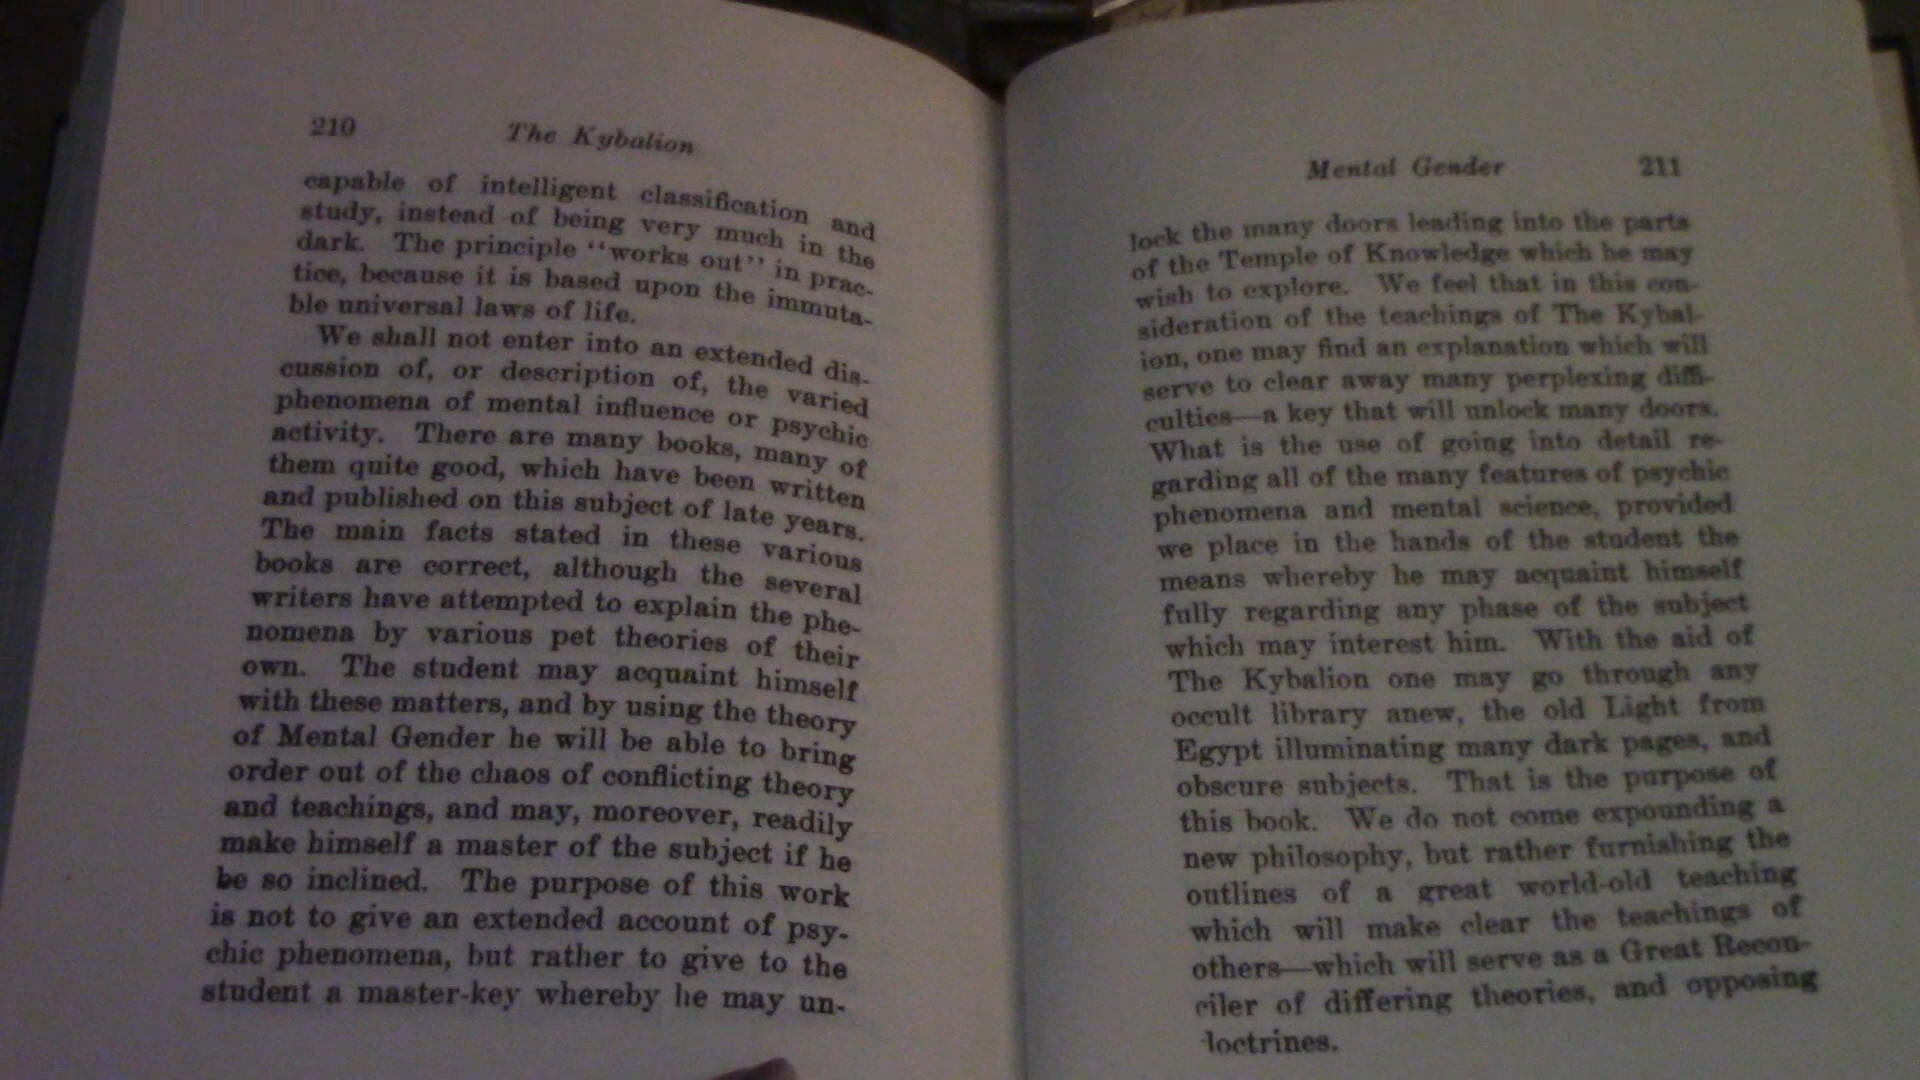 210 The Kybalion
capable of intelligent classification and
study, instead of being very much in the
dark. The principle "works out" in prac-
tice, because it is based upon the immuta-
ble universal laws of life.
We shall not enter into an extended dis-
cussion of, or description of, the varied
phenomena of mental influence or psychic
activity. There are many books, many of
them quite good, which have been written
and published on this subject of late years.
The main facts stated in these various
books are correct, although the several
writers have attempted to explain the phe-
nomena by various pet theories of their
own. The student may acquaint himself
with these matters, and by using the theory
of Mental Gender he will be able to bring
order out of the chaos of conflicting theory
and teachings, and may, moreover, readily
make himself a master of the subject if he
be so inclined. The purpose of this work
is not to give an extended account of psy-
chic phenomena, but rather to give to the
student a master-key whereby he may un-
Mental Gender 211
lock the many doors leading into the parts
of the Temple of Knowledge which he may
wish to explore. We feel that in this con-
sideration of the teachings of The Kybal-
ion, one may find an explanation which will
serve to clear away many perplexing diffi-
culties—a key that will unlock many doors.
What is the use of going into detail re-
garding all of the many features of psychic
phenomena and mental science, provided
we place in the hands of the student the
means whereby he may acquaint himself
fully regarding any phase of the subject
which may interest him. With the aid of
The Kybalion one may go through any
occult library anew, the old Light from
Egypt illuminating many dark pages, and
obscure subjects. That is the purpose of
this book. We do not come expounding a
new philosophy, but rather furnishing the
outlines of a great world-old teaching
which will make clear the teachings of
others—which will serve as a Great Recon-
ciler of differing theories, and opposing
doctrines.